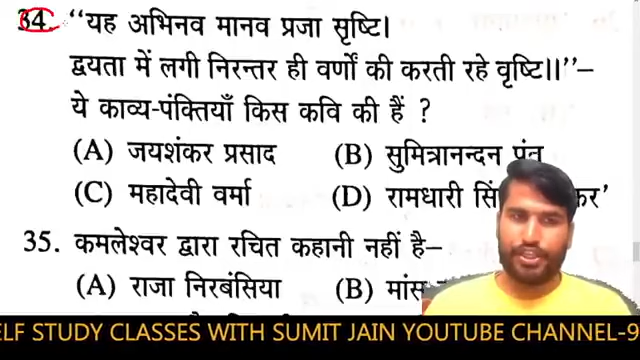 34. “यह अभिनव मानव प्रजा सृष्टि।
द्वयता में लगी निरन्तर ही वर्णों की करती रहे वृष्टि॥”–
ये काव्य-पंक्तियाँ किस कवि की हैं ?
(A) जयशंकर प्रसाद (B) सुमित्रानन्दन पंत
(C) महादेवी वर्मा (D) रामधारी
35. कमलेश्वर द्वारा रचित कहानी नहीं है–
(A) राजा निरबंसिया (B) मांस
ELF STUDY CLASSES WITH SUMIT JAIN YOUTUBE CHANNEL-9